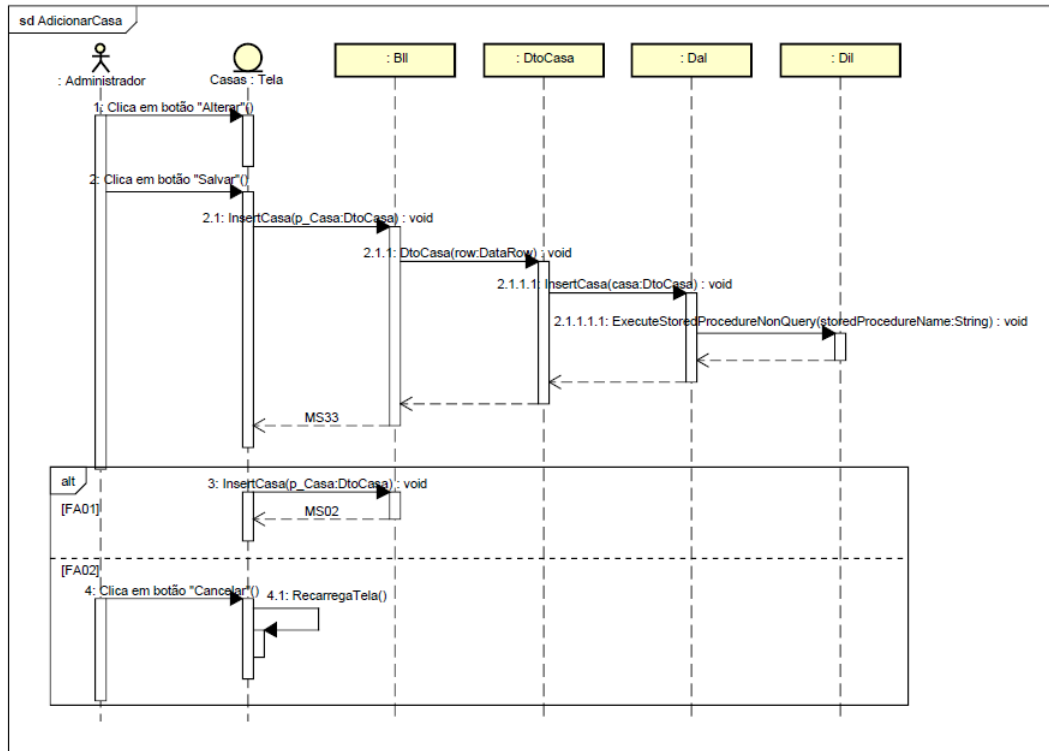 sd AdicionarCasa
: Administrador
Casas : Tela
: Bll
: DtoCasa
: Dal
: Dil
1: Clica em botão "Alterar"()
2: Clica em botão "Salvar"()
2.1: InsertCasa(p_Casa:DtoCasa) : void
2.1.1: DtoCasa(row:DataRow) : void
2.1.1.1: InsertCasa(casa:DtoCasa) : void
2.1.1.1.1: ExecuteStoredProcedureNonQuery(storedProcedureName:String) : void
MS33
alt
3: InsertCasa(p_Casa:DtoCasa) : void
[FA01]
MS02
[FA02]
4: Clica em botão "Cancelar"()
4.1: RecarregaTela()